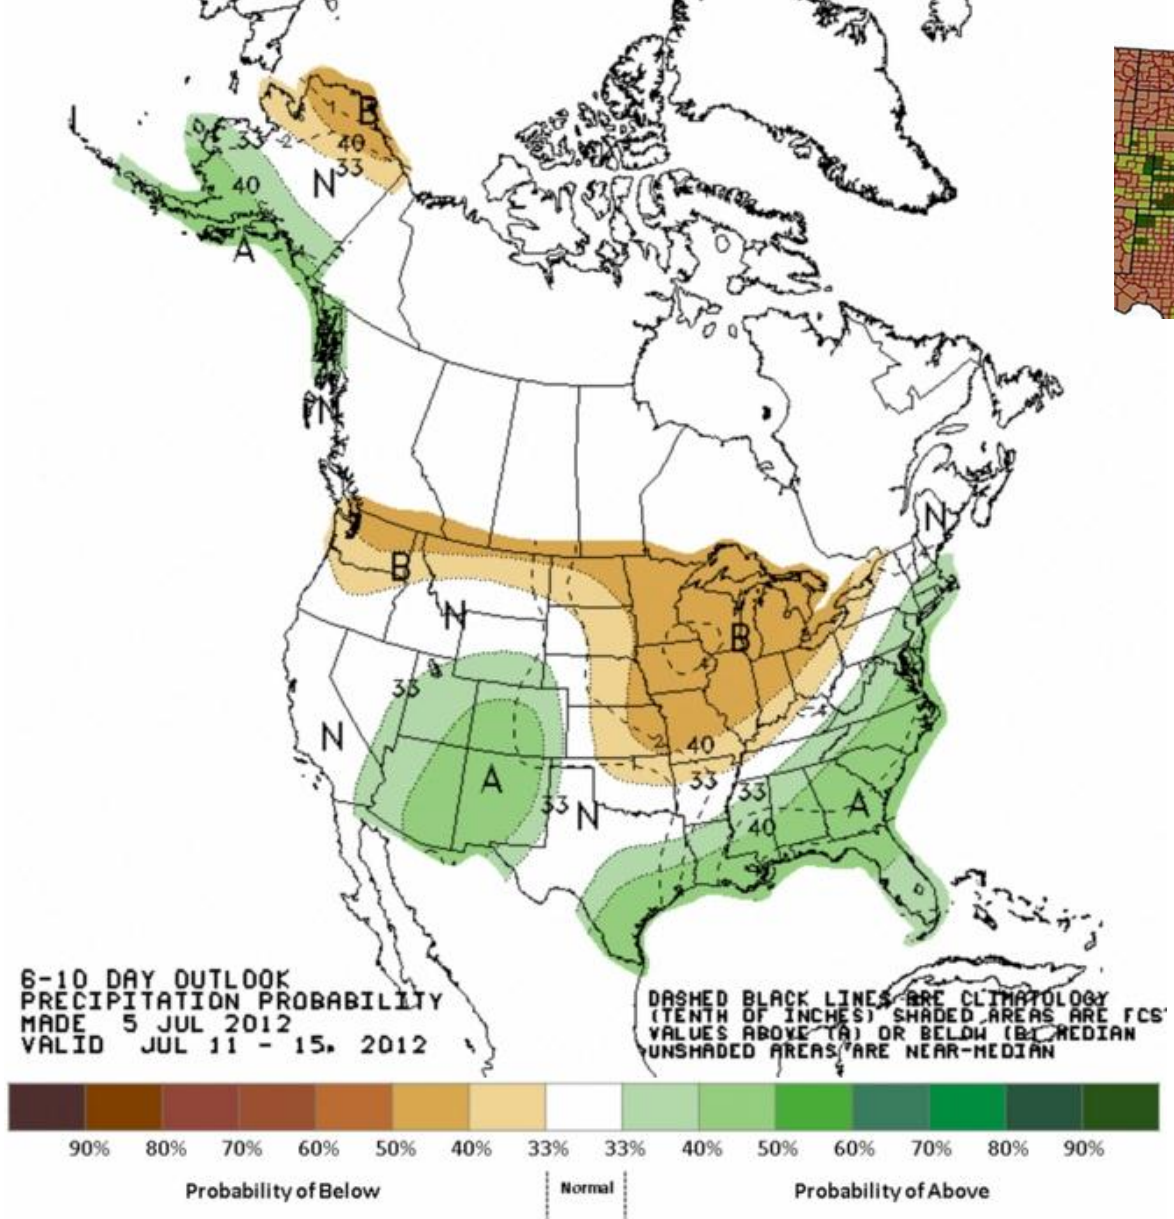 B
33
2
40
33
N
40
A
N
N
B
N
B
33
N
2
40
33
A
33
N
33
40
A
6-10 DAY OUTLOOK
PRECIPITATION PROBABILITY
MADE 5 JUL 2012
VALID JUL 11 - 15, 2012
DASHED BLACK LINES ARE CLIMATOLOGY
(TENTH OF INCHES) SHADED AREAS ARE FCST
VALUES ABOVE (A) OR BELOW (B) MEDIAN
UNSHADED AREAS ARE NEAR-MEDIAN
90% 80% 70% 60% 50% 40% 33% 33% 40% 50% 60% 70% 80% 90%
Probability of Below Normal Probability of Above